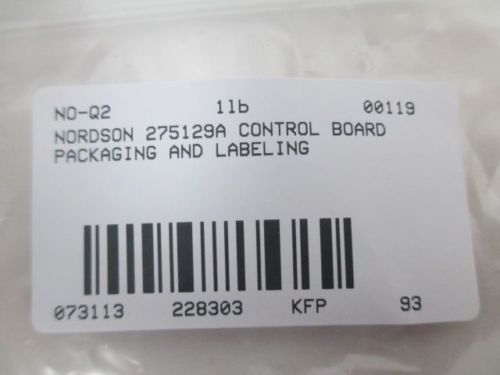 NO-Q2 1lb 00119
NORDSON 275129A CONTROL BOARD
PACKAGING AND LABELING
073113 228303 KFP 93